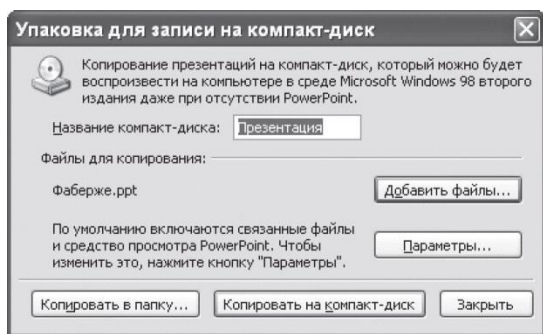 Упаковка для записи на компакт-диск
Копирование презентаций на компакт-диск, который можно будет
воспроизвести на компьютере в среде Microsoft Windows 98 второго
издания даже при отсутствии PowerPoint.
Название компакт-диска: Презентация
Файлы для копирования:
Фаберже.ppt Добавить файлы...
По умолчанию включаются связанные файлы
и средство просмотра PowerPoint. Чтобы
изменить это, нажмите кнопку "Параметры".
Параметры...
Копировать в папку... Копировать на компакт-диск Закрыть